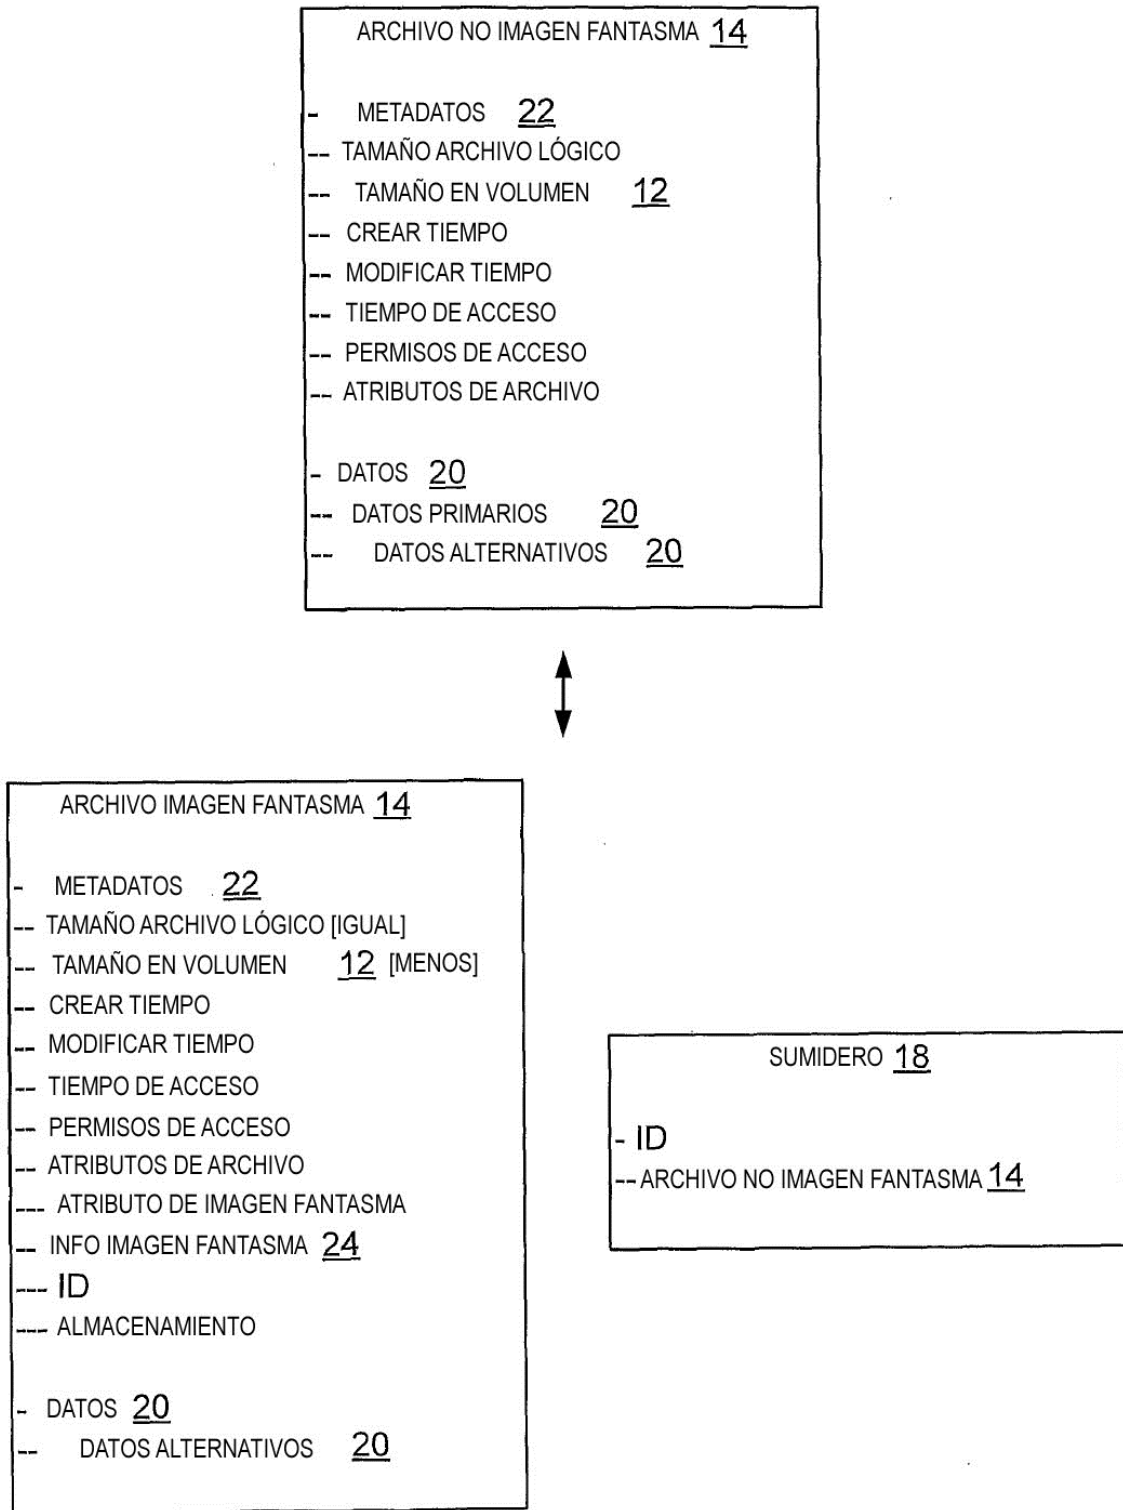 ARCHIVO NO IMAGEN FANTASMA 14
- METADATOS 22
-- TAMAÑO ARCHIVO LÓGICO
-- TAMAÑO EN VOLUMEN 12
-- CREAR TIEMPO
-- MODIFICAR TIEMPO
-- TIEMPO DE ACCESO
-- PERMISOS DE ACCESO
-- ATRIBUTOS DE ARCHIVO
- DATOS 20
-- DATOS PRIMARIOS 20
-- DATOS ALTERNATIVOS 20
ARCHIVO IMAGEN FANTASMA 14
- METADATOS 22
-- TAMAÑO ARCHIVO LÓGICO [IGUAL]
-- TAMAÑO EN VOLUMEN 12 [MENOS]
-- CREAR TIEMPO
-- MODIFICAR TIEMPO
-- TIEMPO DE ACCESO
-- PERMISOS DE ACCESO
-- ATRIBUTOS DE ARCHIVO
--- ATRIBUTO DE IMAGEN FANTASMA
-- INFO IMAGEN FANTASMA 24
--- ID
--- ALMACENAMIENTO
- DATOS 20
-- DATOS ALTERNATIVOS 20
SUMIDERO 18
- ID
-- ARCHIVO NO IMAGEN FANTASMA 14